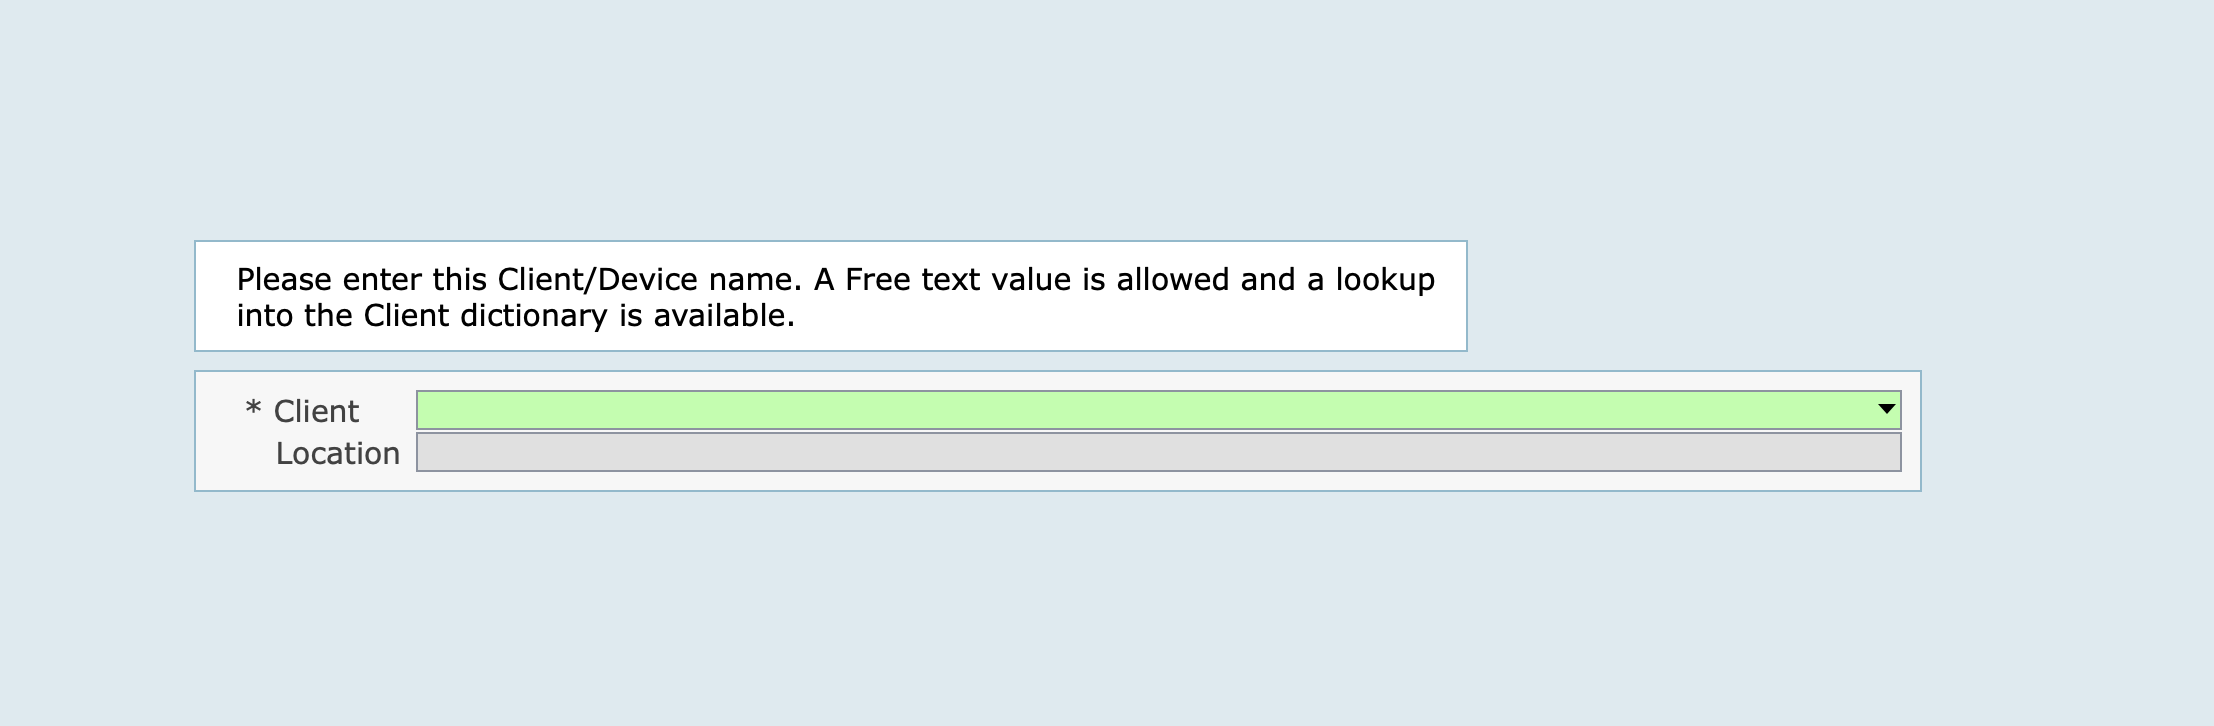 Please enter this Client/Device name. A Free text value is allowed and a lookup
into the Client dictionary is available.
* Client
Location